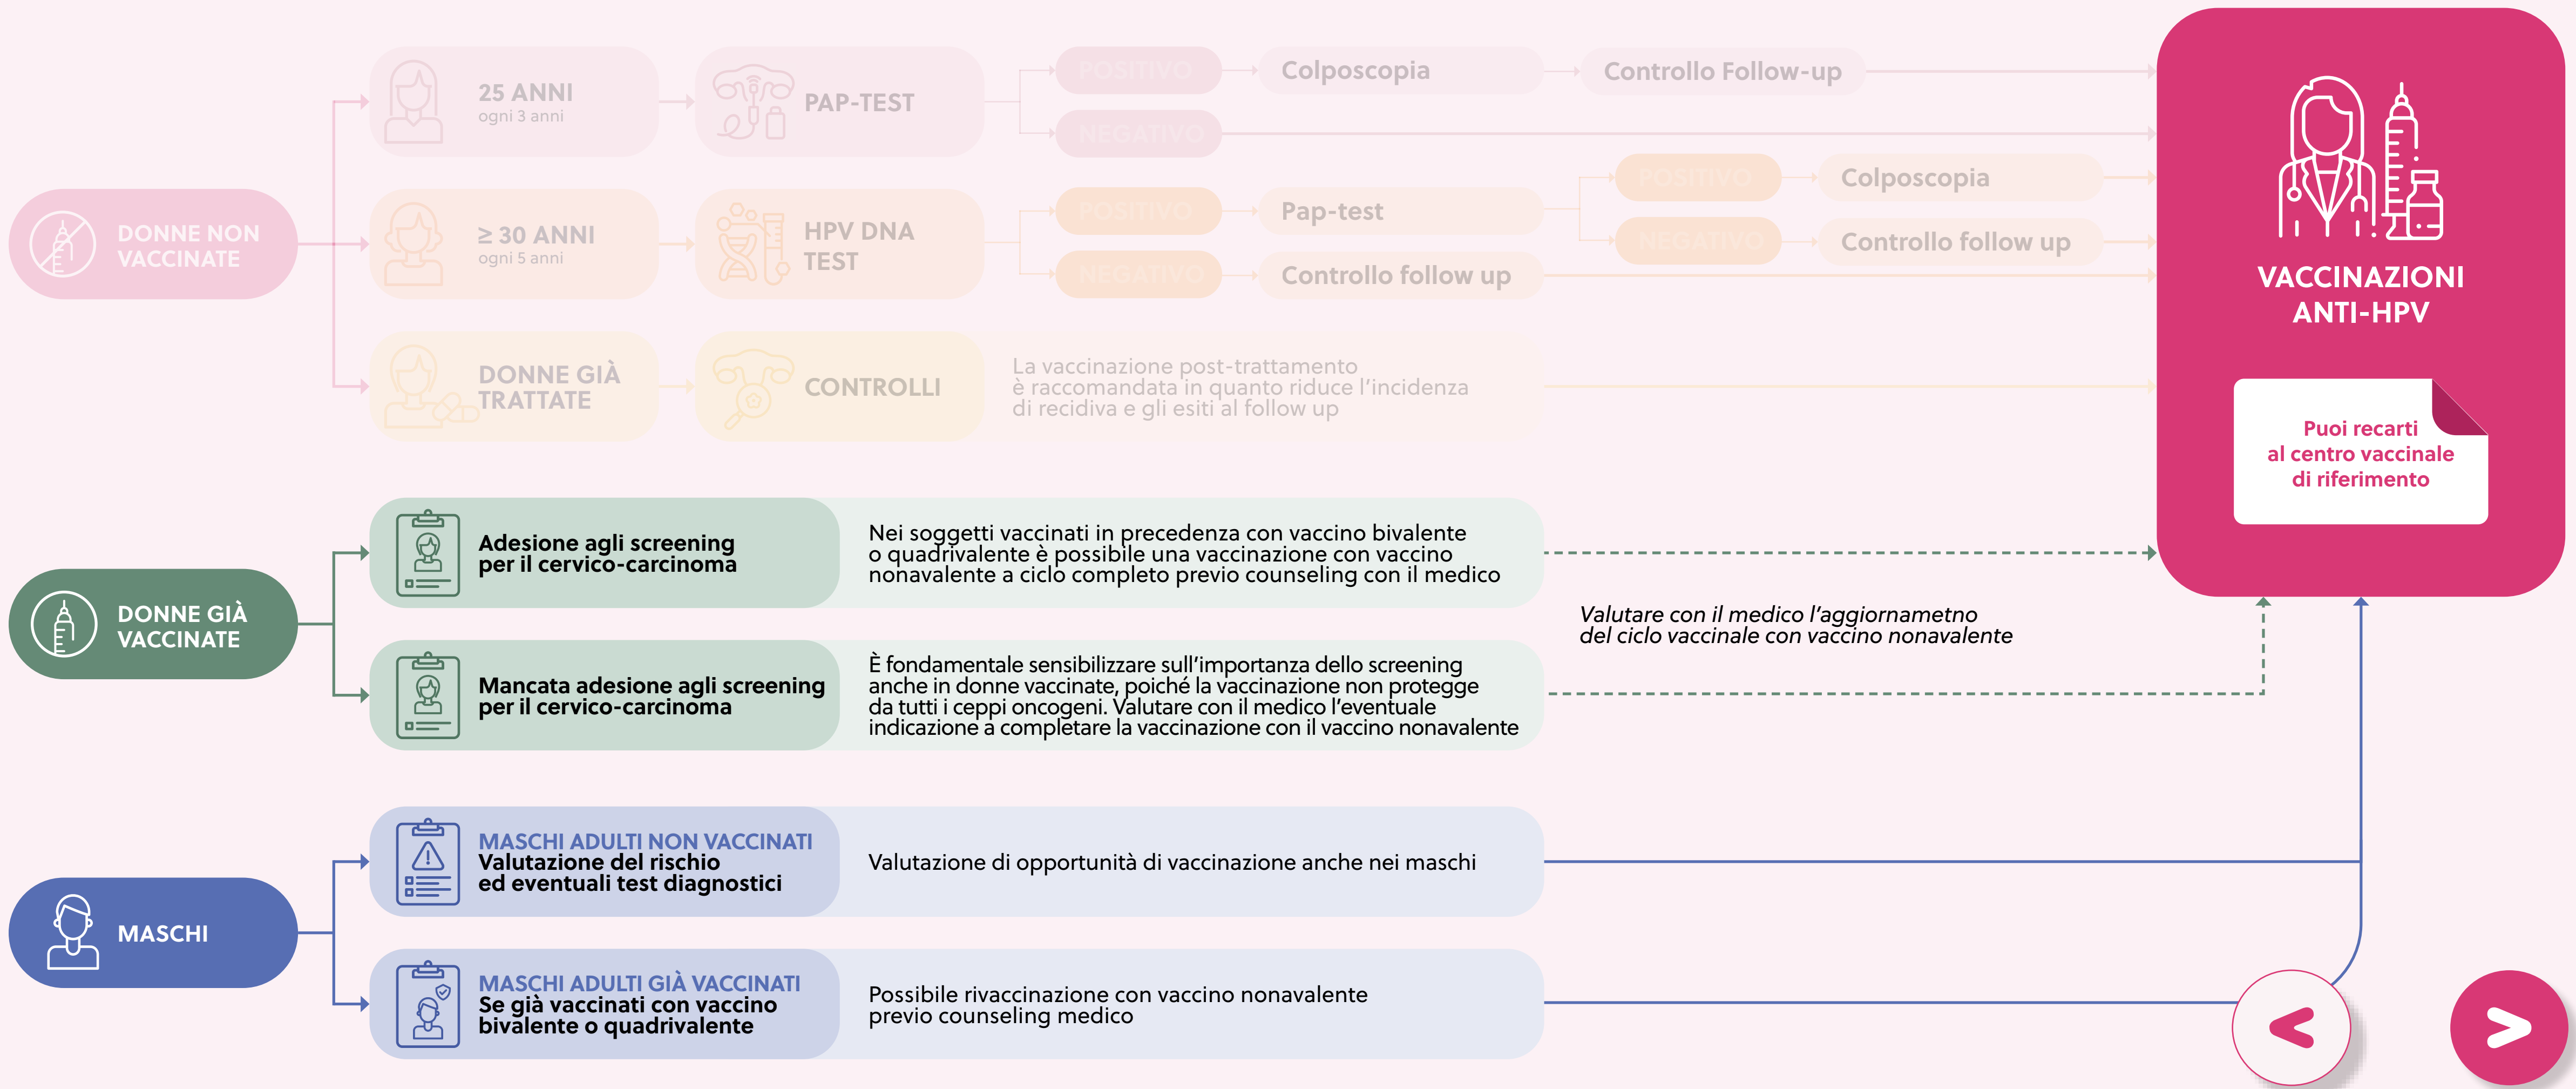 DONNE NON
VACCINATE
25 ANNI
ogni 3 anni
PAP-TEST
POSITIVO
Colposcopia
Controllo Follow-up
NEGATIVO
≥ 30 ANNI
ogni 5 anni
HPV DNA
TEST
POSITIVO
Pap-test
POSITIVO
Colposcopia
NEGATIVO
Controllo follow up
NEGATIVO
Controllo follow up
DONNE GIÀ
TRATTATE
CONTROLLI
La vaccinazione post-trattamento
è raccomandata in quanto riduce l'incidenza
di recidiva e gli esiti al follow up
VACCINAZIONI
ANTI-HPV
Puoi recarti
al centro vaccinale
di riferimento
DONNE GIÀ
VACCINATE
Adesione agli screening
per il cervico-carcinoma
Nei soggetti vaccinati in precedenza con vaccino bivalente
o quadrivalente è possibile una vaccinazione con vaccino
nonavalente a ciclo completo previo counseling con il medico
Valutare con il medico l'aggiornametno
del ciclo vaccinale con vaccino nonavalente
Mancata adesione agli screening
per il cervico-carcinoma
È fondamentale sensibilizzare sull'importanza dello screening
anche in donne vaccinate, poiché la vaccinazione non protegge
da tutti i ceppi oncogeni. Valutare con il medico l'eventuale
indicazione a completare la vaccinazione con il vaccino nonavalente
MASCHI
MASCHI ADULTI NON VACCINATI
Valutazione del rischio
ed eventuali test diagnostici
Valutazione di opportunità di vaccinazione anche nei maschi
MASCHI ADULTI GIÀ VACCINATI
Se già vaccinati con vaccino
bivalente o quadrivalente
Possibile rivaccinazione con vaccino nonavalente
previo counseling medico
< >